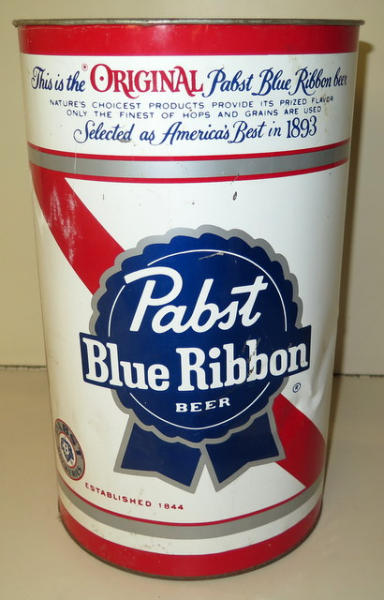 This is the ORIGINAL Pabst Blue Ribbon beer
NATURE'S CHOICEST PRODUCTS PROVIDE ITS PRIZED FLAVOR
ONLY THE FINEST OF HOPS AND GRAINS ARE USED
Selected as America's Best in 1893
Pabst
Blue Ribbon
®
BEER
ESTABLISHED 1844